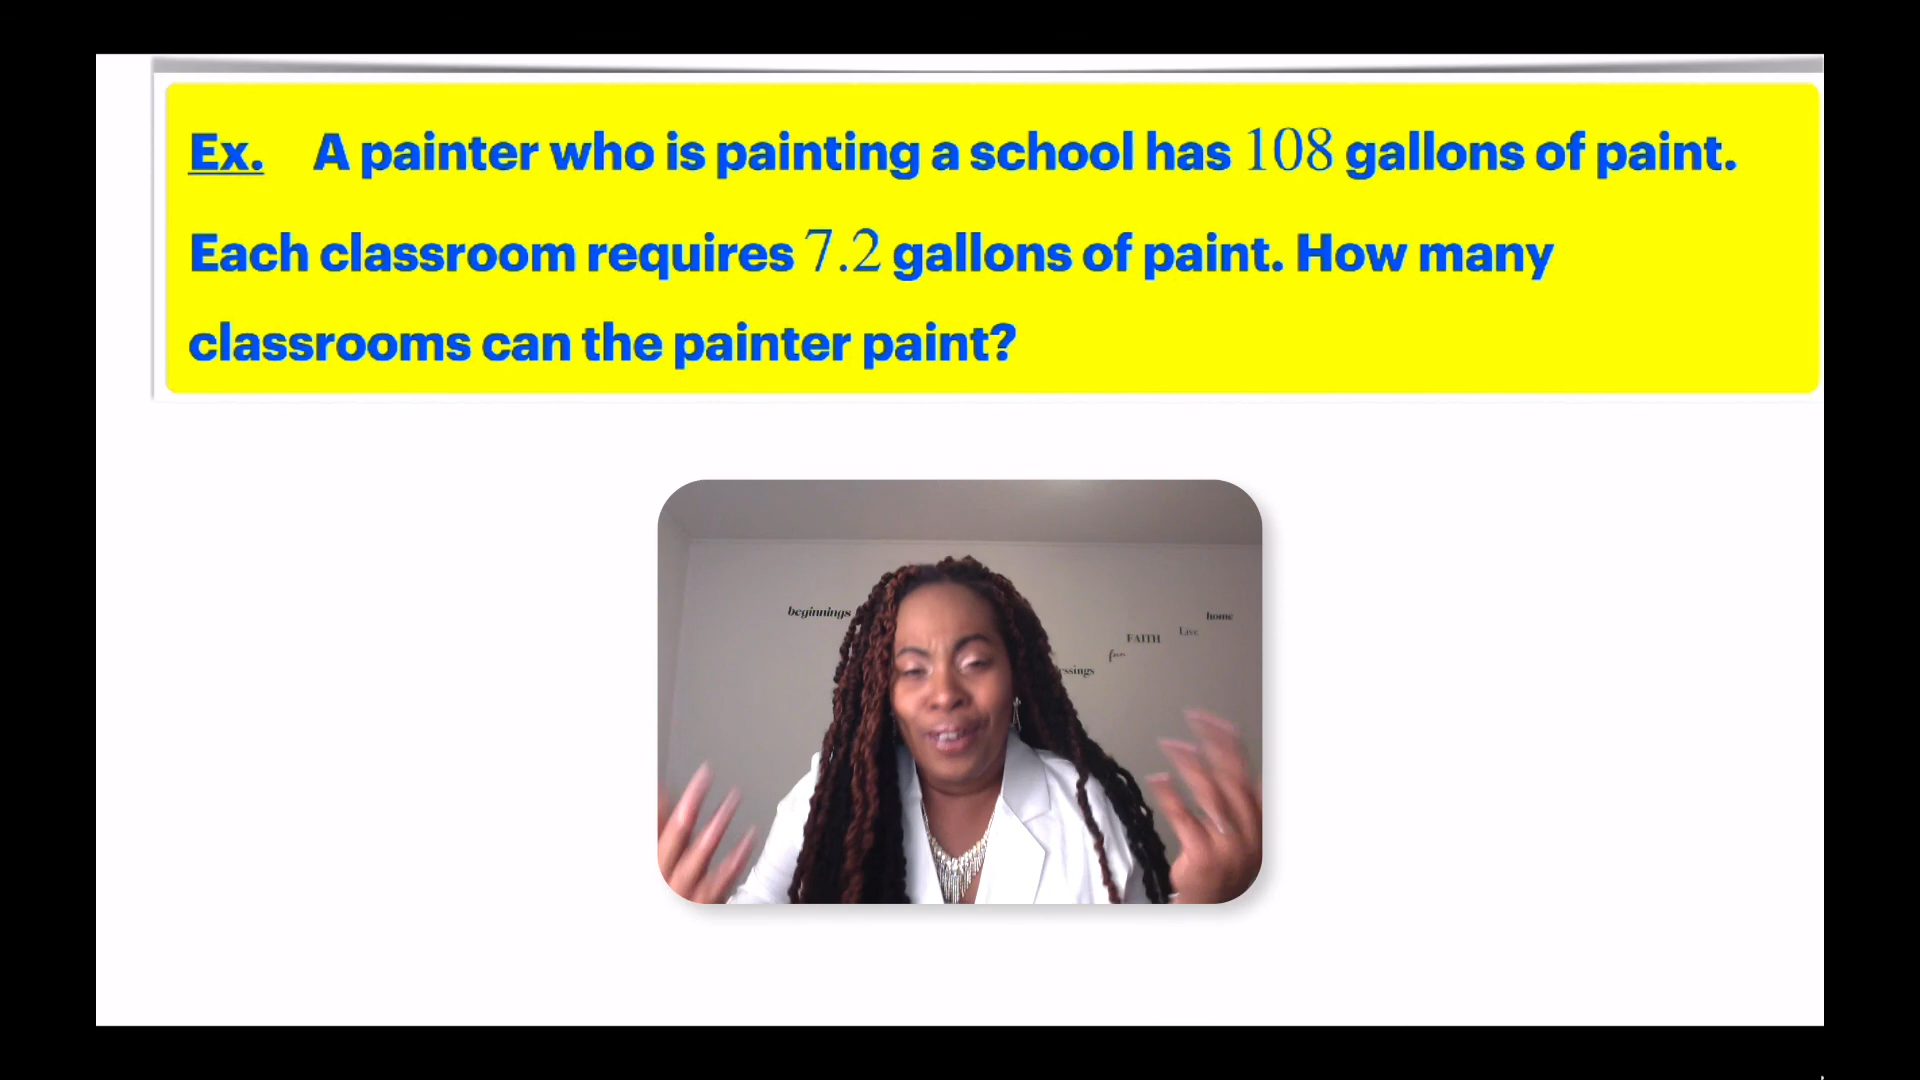 Ex. A painter who is painting a school has 108 gallons of paint.
Each classroom requires 7.2 gallons of paint. How many
classrooms can the painter paint?
beginnings
home
Live
FAITH